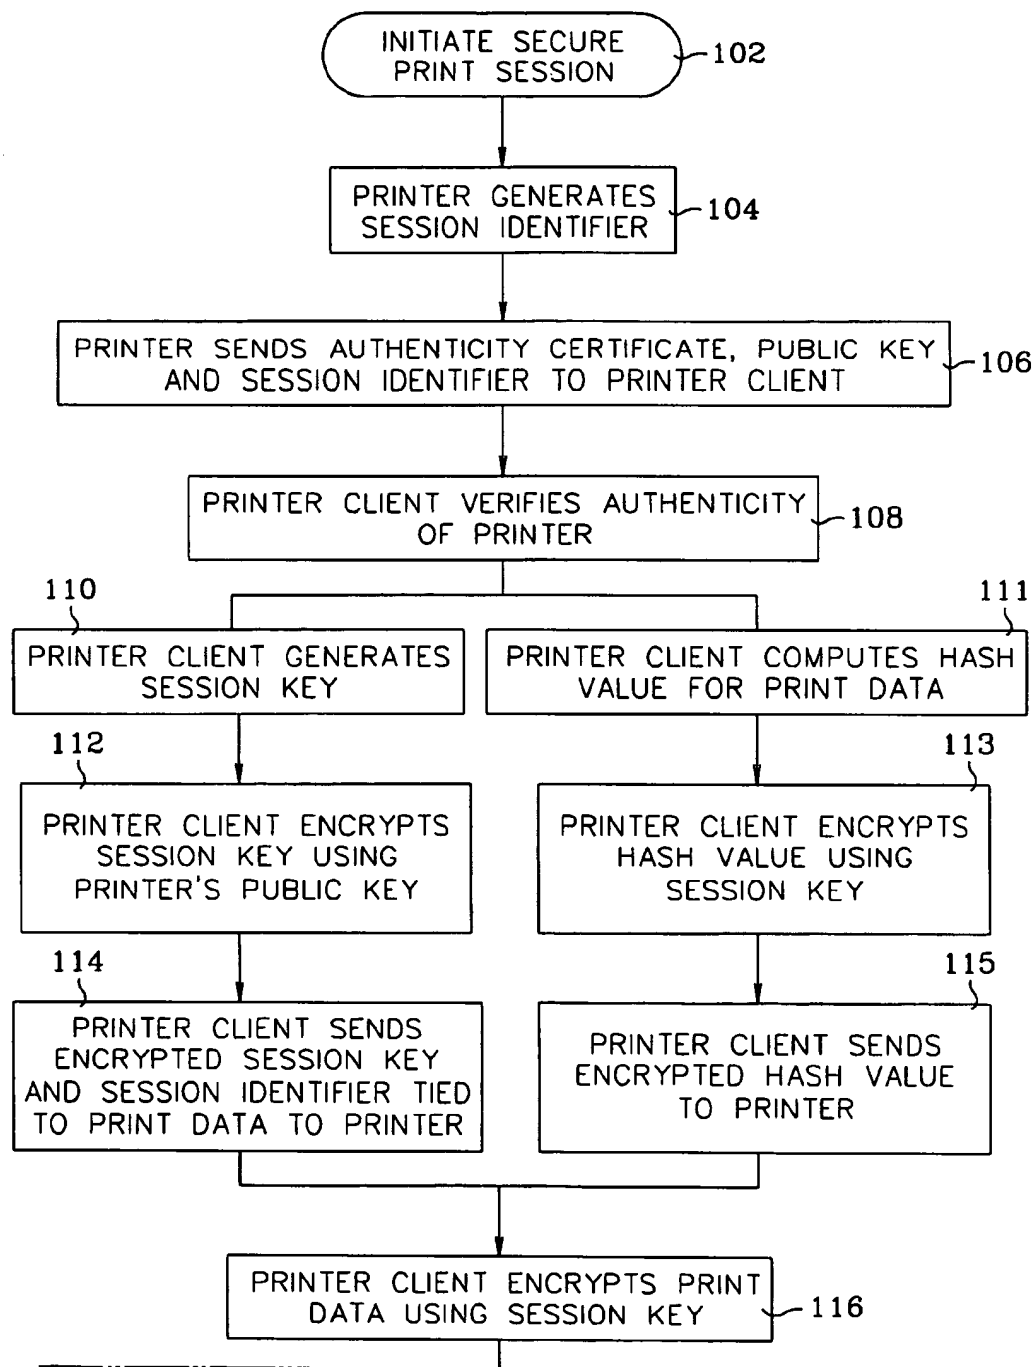 INITIATE SECURE
PRINT SESSION
102
PRINTER GENERATES
SESSION IDENTIFIER
104
PRINTER SENDS AUTHENTICITY CERTIFICATE, PUBLIC KEY
AND SESSION IDENTIFIER TO PRINTER CLIENT
106
PRINTER CLIENT VERIFIES AUTHENTICITY
OF PRINTER
108
110
PRINTER CLIENT GENERATES
SESSION KEY
111
PRINTER CLIENT COMPUTES HASH
VALUE FOR PRINT DATA
112
PRINTER CLIENT ENCRYPTS
SESSION KEY USING
PRINTER'S PUBLIC KEY
113
PRINTER CLIENT ENCRYPTS
HASH VALUE USING
SESSION KEY
114
PRINTER CLIENT SENDS
ENCRYPTED SESSION KEY
AND SESSION IDENTIFIER TIED
TO PRINT DATA TO PRINTER
115
PRINTER CLIENT SENDS
ENCRYPTED HASH VALUE
TO PRINTER
PRINTER CLIENT ENCRYPTS PRINT
DATA USING SESSION KEY
116